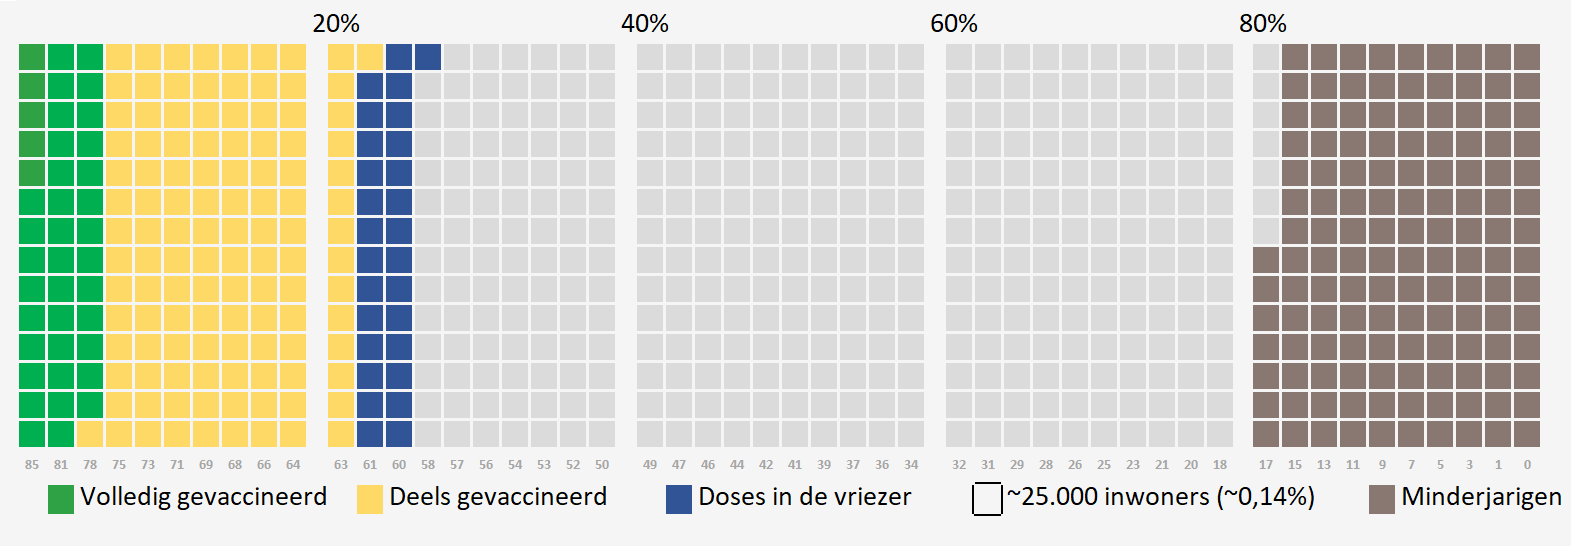 20% 40% 60% 80%
85 81 78 75 73 71 69 68 66 64 63 61 60 58 57 56 54 53 52 50 49 47 46 44 42 41 39 37 36 34 32 31 29 28 26 25 23 21 20 18 17 15 13 11 9 7 5 3 1 0
Volledig gevaccineerd Deels gevaccineerd Doses in de vriezer ~25.000 inwoners (~0,14%) Minderjarigen